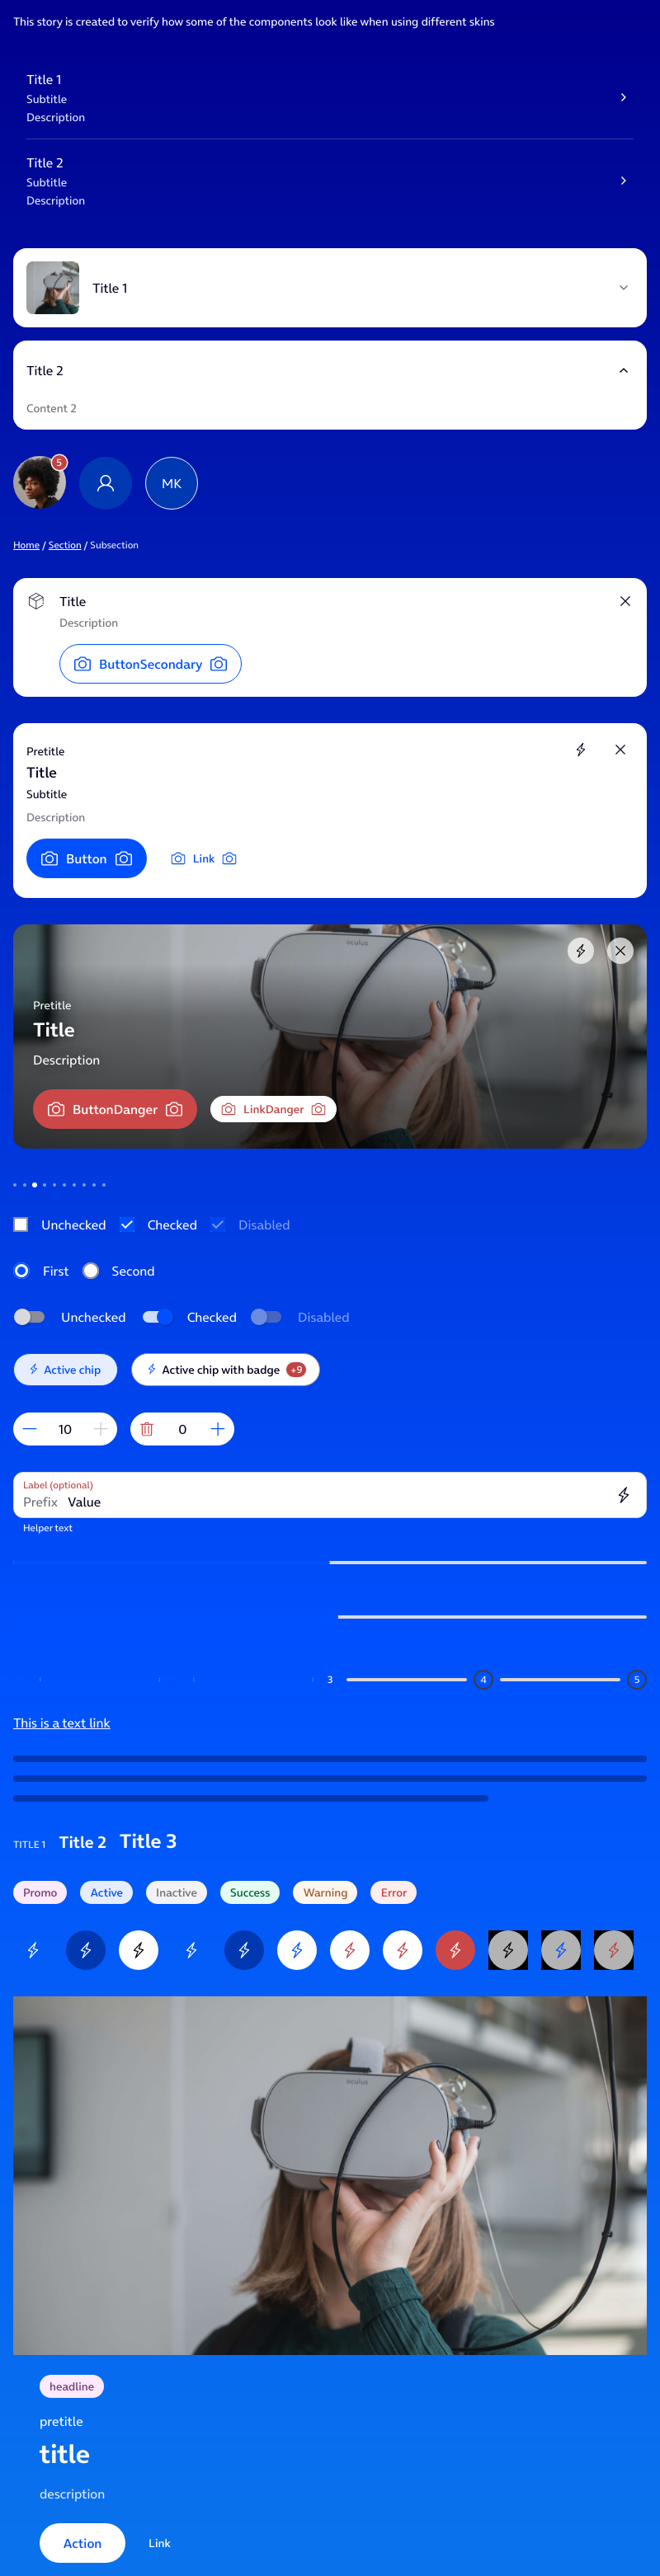 This story is created to verify how some of the components look like when using different skins
Title 1
Subtitle
Description
Title 2
Subtitle
Description
Title 1
Title 2
Content 2
5
MK
Home / Section / Subsection
Title
Description
ButtonSecondary
Pretitle
Title
Subtitle
Description
Button Link
oculus
Pretitle
Title
Description
ButtonDanger LinkDanger
Unchecked Checked Disabled
First Second
Unchecked Checked Disabled
Active chip Active chip with badge +9
10 0
Label (optional)
Prefix Value
Helper text
3 4 5
This is a text link
TITLE 1 Title 2 Title 3
Promo Active Inactive Success Warning Error
oculus
headline
pretitle
title
description
Action Link